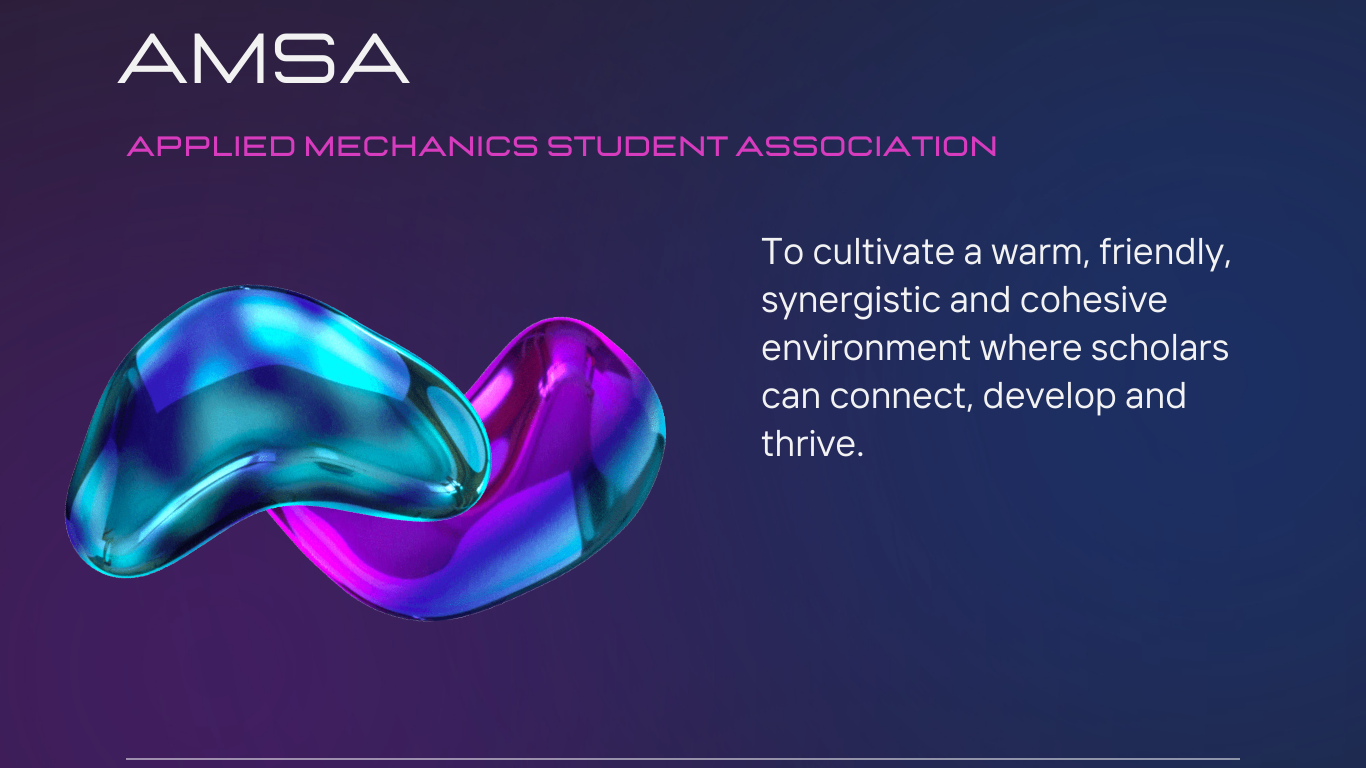 AMSA
APPLIED MECHANICS STUDENT ASSOCIATION
To cultivate a warm, friendly,
synergistic and cohesive
environment where scholars
can connect, develop and
thrive.